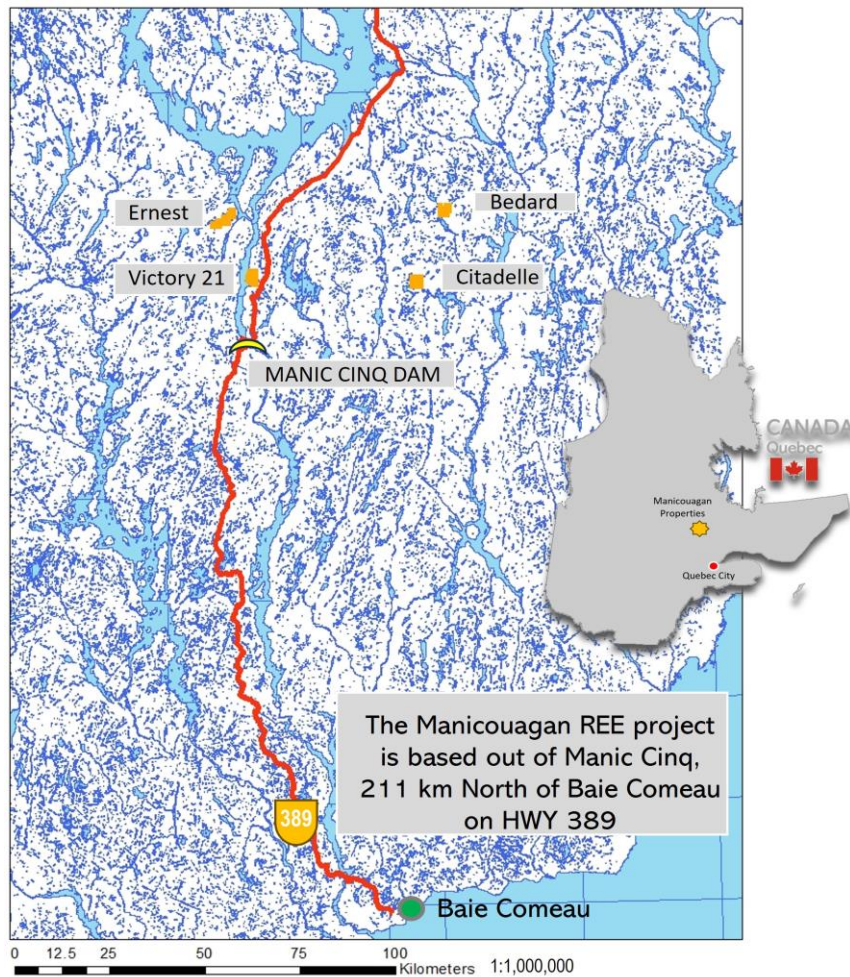 Ernest
Bedard
Victory 21
Citadelle
MANIC CINQ DAM
CANADA
Quebec
Manicouagan
Properties
Quebec City
The Manicouagan REE project
is based out of Manic Cinq,
211 km North of Baie Comeau
on HWY 389
389
Baie Comeau
0 12.5 25 50 75 100
Kilometers 1:1,000,000